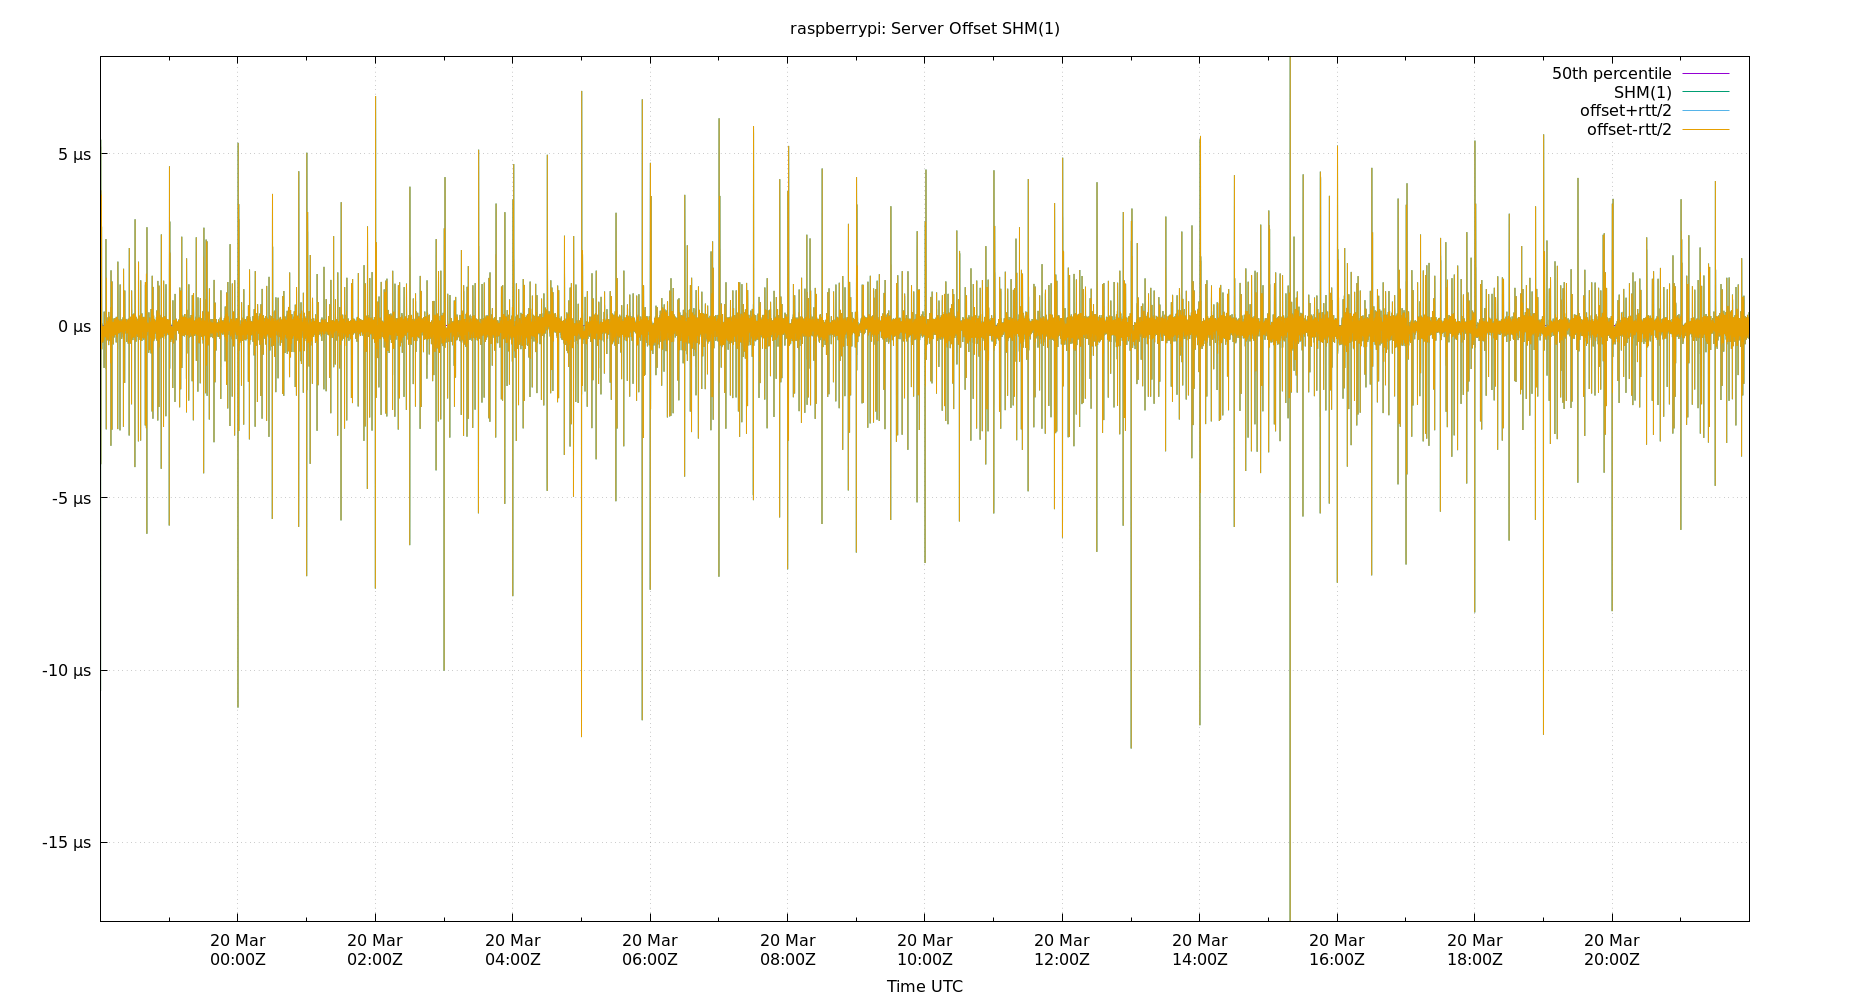 raspberrypi: Server Offset SHM(1)
50th percentile
SHM(1)
offset+rtt/2
offset-rtt/2
5 µs
0 µs
-5 µs
-10 µs
-15 µs
20 Mar 20 Mar 20 Mar 20 Mar 20 Mar 20 Mar 20 Mar 20 Mar 20 Mar 20 Mar 20 Mar
00:00Z 02:00Z 04:00Z 06:00Z 08:00Z 10:00Z 12:00Z 14:00Z 16:00Z 18:00Z 20:00Z
Time UTC